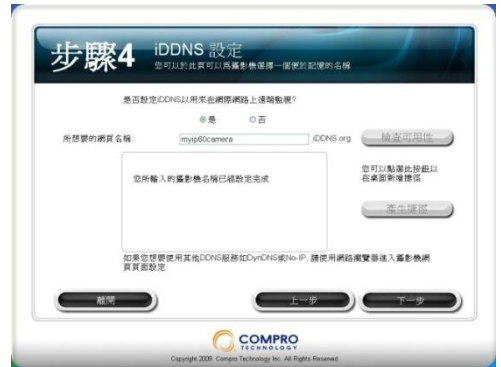 步驟4
iDDNS 設定
您可以於此頁可以為攝影機選擇一個便於記憶的名稱
是否設定iDDNS以用來在網際網路上遠端監視?
是 否
所想要的網頁名稱 myip60camera iDDNS.org 檢查可用性
您所輸入的攝影機名稱已經設定完成
您可以點選此按鈕以
在桌面新增捷徑
產生捷徑
如果您想要使用其他DDNS服務如DynDNS或No-IP, 請使用網路瀏覽器進入攝影機網
頁頁面設定
離開 上一步 下一步
COMPRO
TECHNOLOGY
Copyright 2009. Compro Technology Inc. All Rights Reserved.